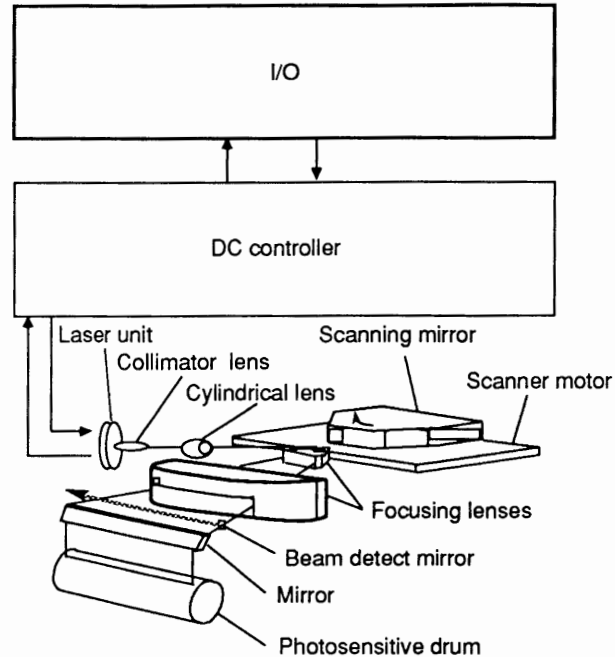 I/O
DC controller
Laser unit
Collimator lens
Cylindrical lens
Scanning mirror
Scanner motor
Focusing lenses
Beam detect mirror
Mirror
Photosensitive drum